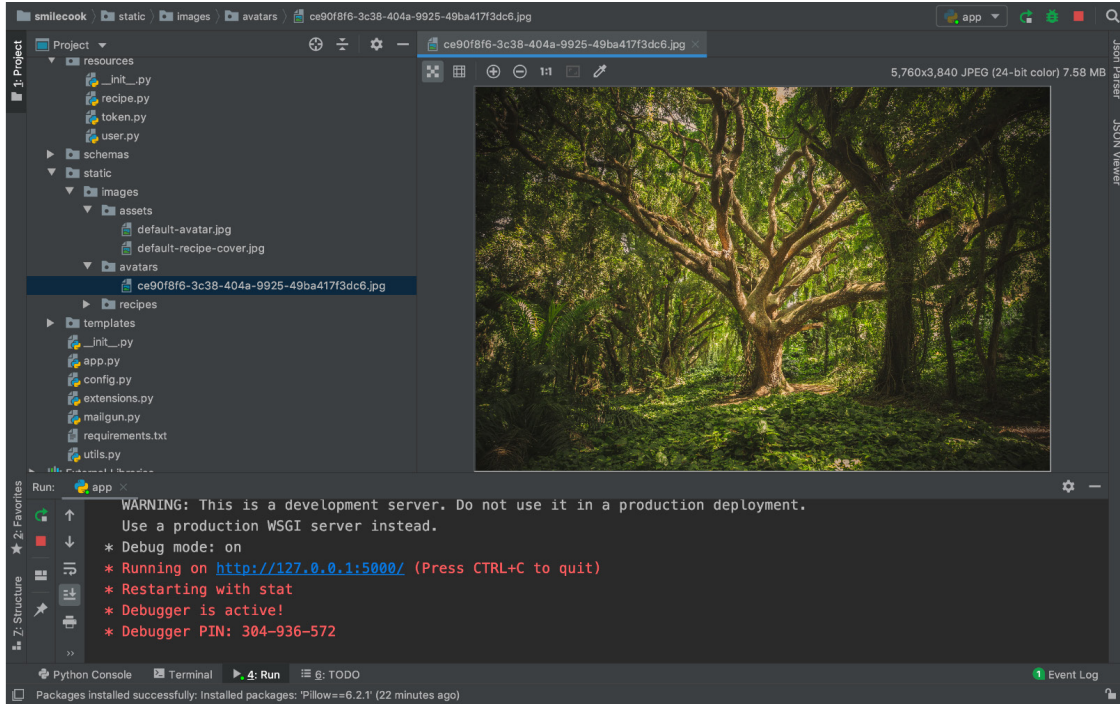 smilecook static images avatars ce90f8f6-3c38-404a-9925-49ba417f3dc6.jpg app
1: Project
Project
ce90f8f6-3c38-404a-9925-49ba417f3dc6.jpg
5,760x3,840 JPEG (24-bit color) 7.58 MB
1:1
Json Parser
JSON Viewer
resources
__init__.py
recipe.py
token.py
user.py
schemas
static
images
assets
default-avatar.jpg
default-recipe-cover.jpg
avatars
ce90f8f6-3c38-404a-9925-49ba417f3dc6.jpg
recipes
templates
__init__.py
app.py
config.py
extensions.py
mailgun.py
requirements.txt
utils.py
External Libraries
2: Favorites
Z: Structure
Run: app
WARNING: This is a development server. Do not use it in a production deployment.
Use a production WSGI server instead.
* Debug mode: on
* Running on http://127.0.0.1:5000/ (Press CTRL+C to quit)
* Restarting with stat
* Debugger is active!
* Debugger PIN: 304-936-572
Python Console Terminal 4: Run 6: TODO 1 Event Log
Packages installed successfully: Installed packages: 'Pillow==6.2.1' (22 minutes ago)